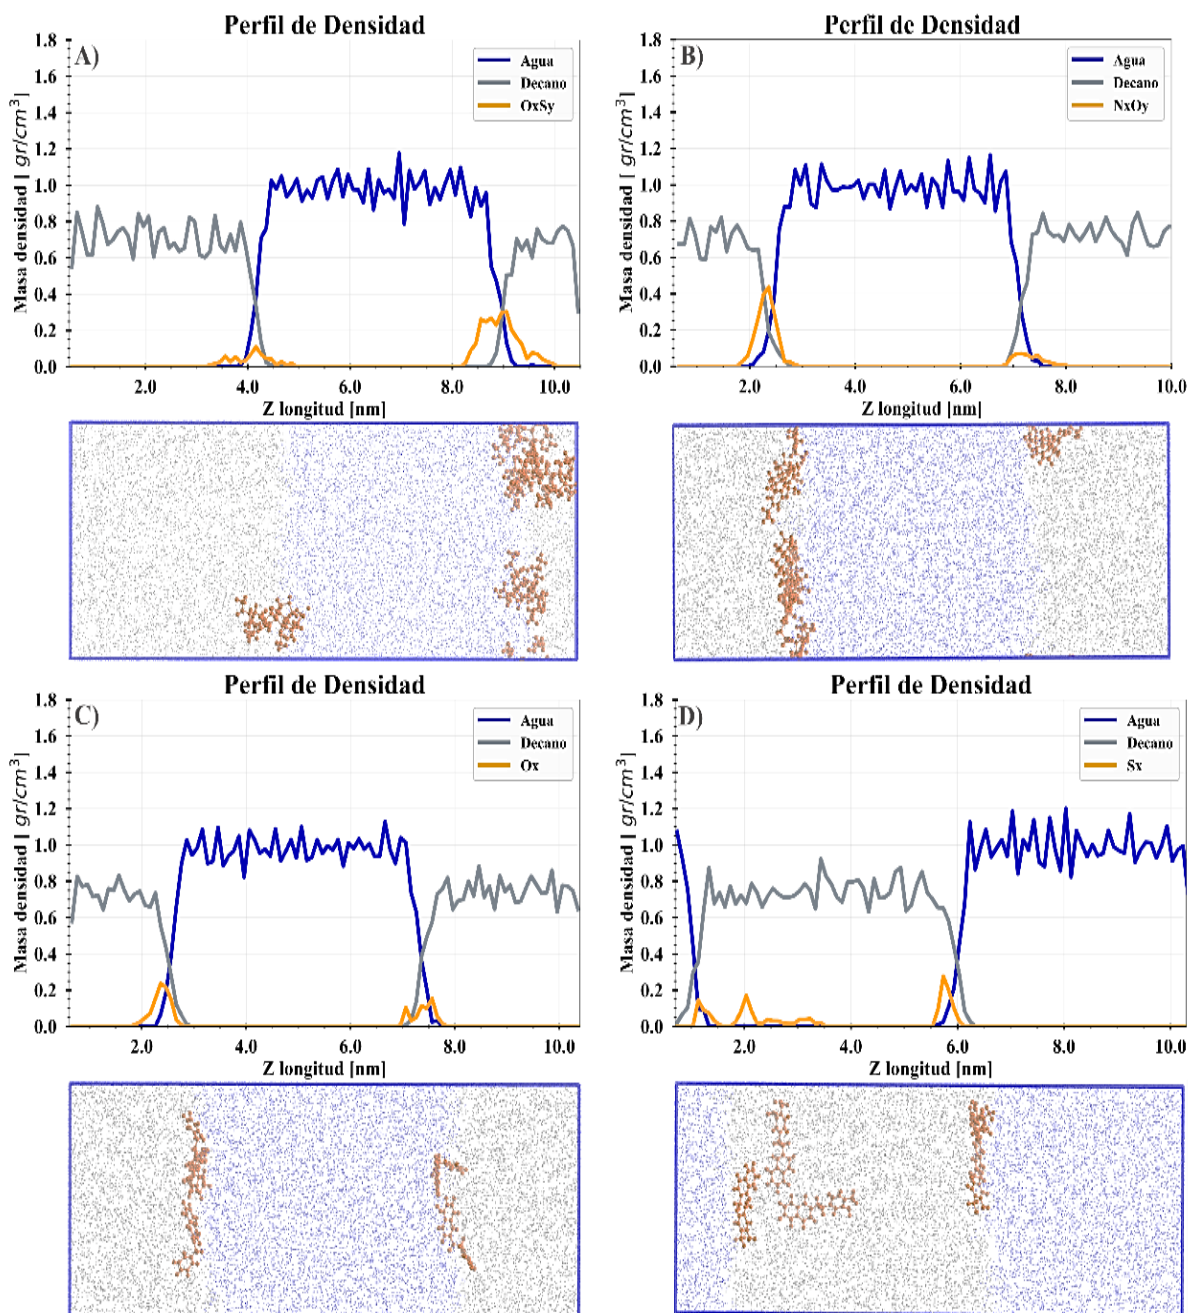 Perfil de Densidad
A)
Agua
Decano
OxSy
Masa densidad [ gr/cm³]
1.8
1.6
1.4
1.2
1.0
0.8
0.6
0.4
0.2
0.0
2.0 4.0 6.0 8.0 10.0
Z longitud [nm]
Perfil de Densidad
B)
Agua
Decano
NxOy
Masa densidad [ gr/cm³]
1.8
1.6
1.4
1.2
1.0
0.8
0.6
0.4
0.2
0.0
2.0 4.0 6.0 8.0 10.0
Z longitud [nm]
Perfil de Densidad
C)
Agua
Decano
Ox
Masa densidad [ gr/cm³]
1.8
1.6
1.4
1.2
1.0
0.8
0.6
0.4
0.2
0.0
2.0 4.0 6.0 8.0 10.0
Z longitud [nm]
Perfil de Densidad
D)
Agua
Decano
Sx
Masa densidad [ gr/cm³]
1.8
1.6
1.4
1.2
1.0
0.8
0.6
0.4
0.2
0.0
2.0 4.0 6.0 8.0 10.0
Z longitud [nm]